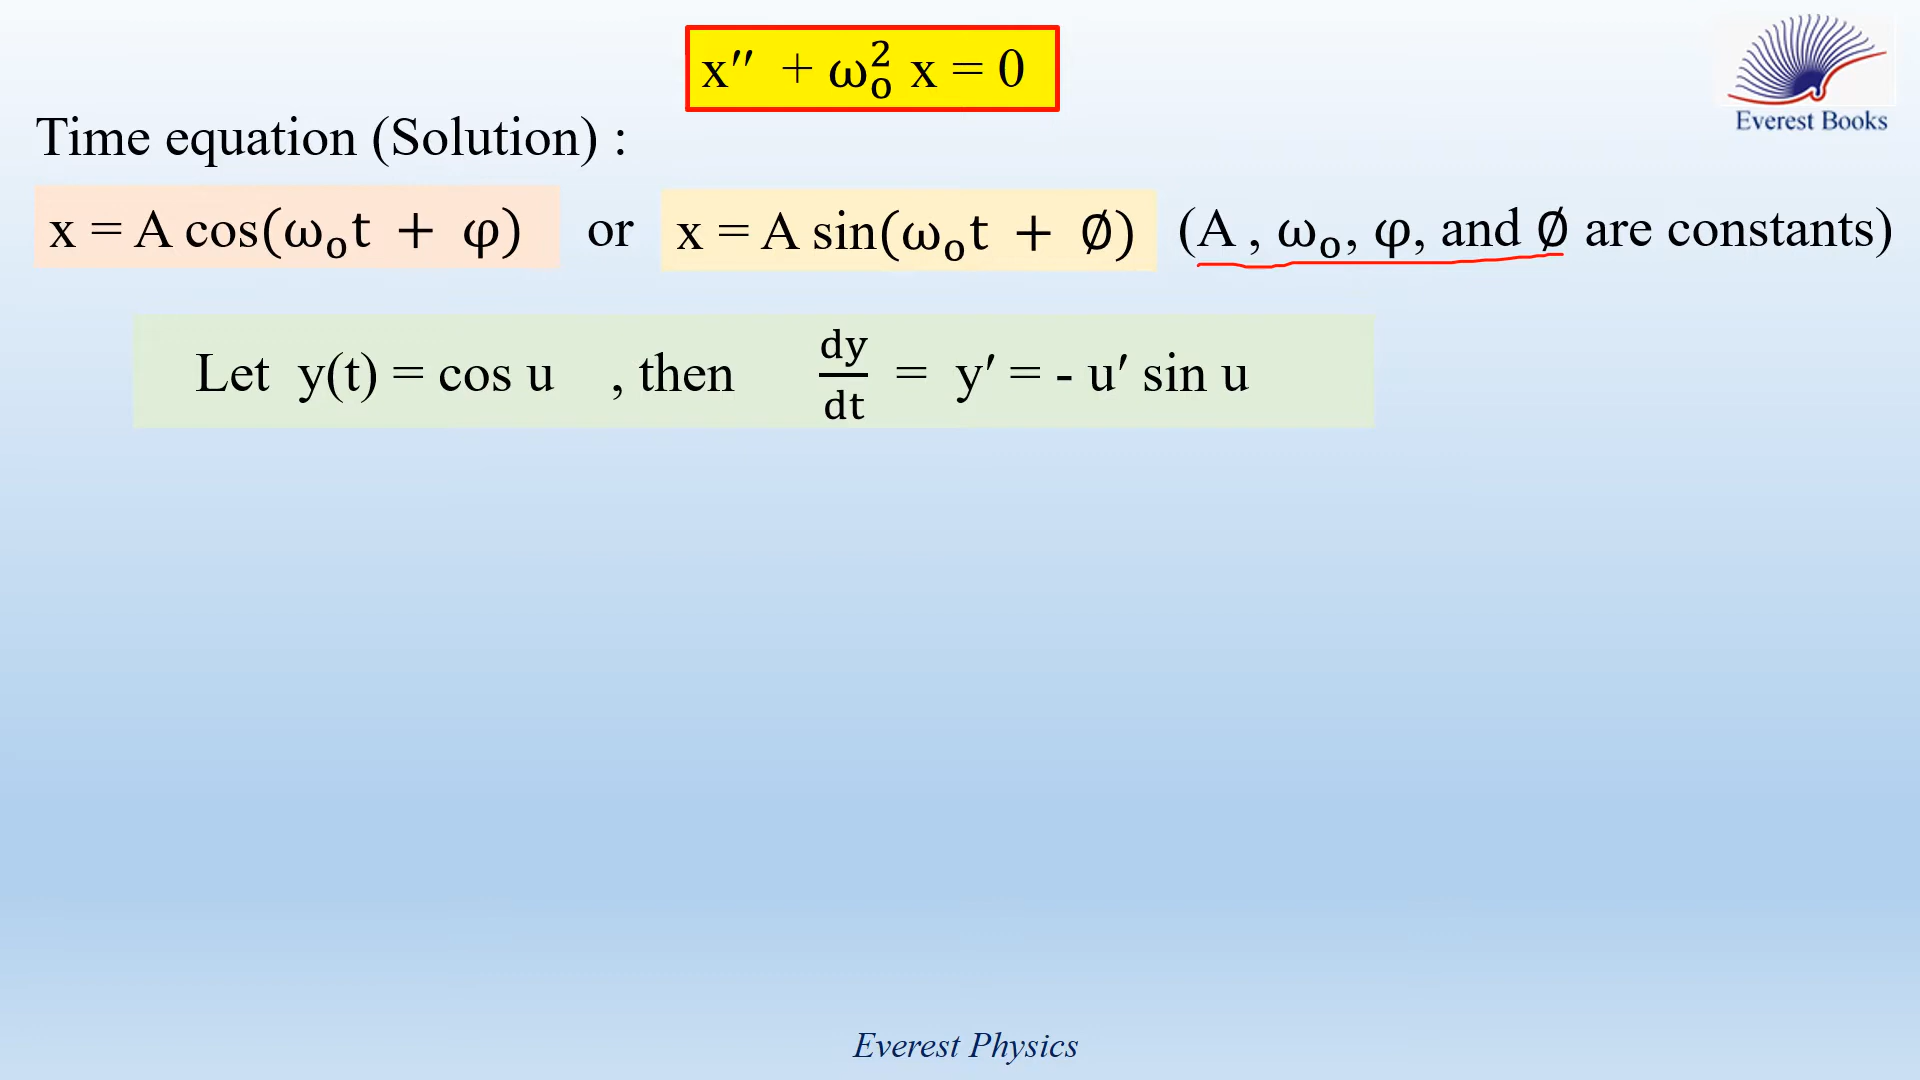 x″ + ω₀² x = 0
Everest Books
Time equation (Solution) :
x = A cos(ω₀t + φ) or x = A sin(ω₀t + ∅) (A , ω₀, φ, and ∅ are constants)
Let y(t) = cos u , then dy/dt = y′ = - u′ sin u
Everest Physics